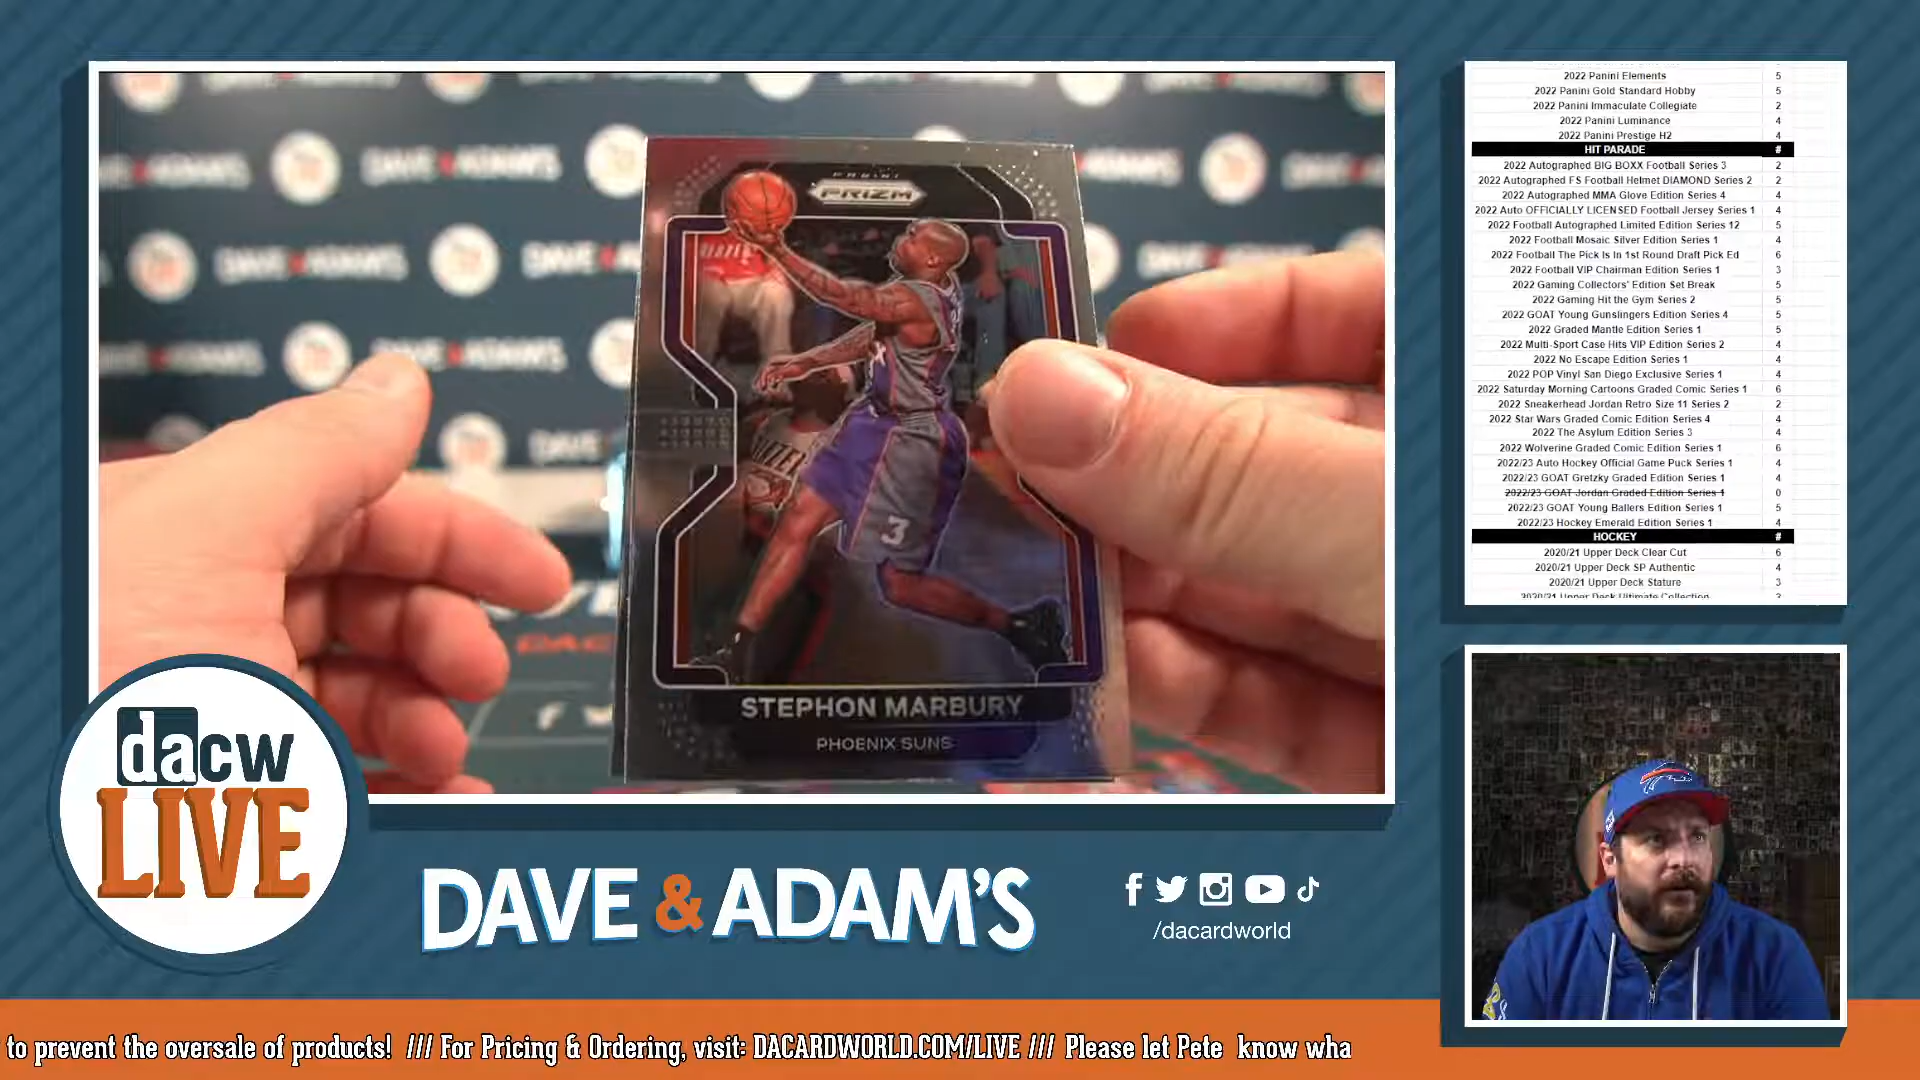 PANINI
PRIZM
3
STEPHON MARBURY
PHOENIX SUNS
DAVE & ADAM'S
2022 Panini Elements 5
2022 Panini Gold Standard Hobby 5
2022 Panini Immaculate Collegiate 2
2022 Panini Luminance 4
2022 Panini Prestige H2 4
HIT PARADE #
2022 Autographed BIG BOXX Football Series 3 2
2022 Autographed FS Football Helmet DIAMOND Series 2 2
2022 Autographed MMA Glove Edition Series 4 4
2022 Auto OFFICIALLY LICENSED Football Jersey Series 1 4
2022 Football Autographed Limited Edition Series 12 5
2022 Football Mosaic Silver Edition Series 1 4
2022 Football The Pick Is In 1st Round Draft Pick Ed 6
2022 Football VIP Chairman Edition Series 1 3
2022 Gaming Collectors' Edition Set Break 5
2022 Gaming Hit the Gym Series 2 5
2022 GOAT Young Gunslingers Edition Series 4 5
2022 Graded Mantle Edition Series 1 5
2022 Multi-Sport Case Hits VIP Edition Series 2 4
2022 No Escape Edition Series 1 4
2022 POP Vinyl San Diego Exclusive Series 1 4
2022 Saturday Morning Cartoons Graded Comic Series 1 6
2022 Sneakerhead Jordan Retro Size 11 Series 2 2
2022 Star Wars Graded Comic Edition Series 4 4
2022 The Asylum Edition Series 3 4
2022 Wolverine Graded Comic Edition Series 1 6
2022/23 Auto Hockey Official Game Puck Series 1 4
2022/23 GOAT Gretzky Graded Edition Series 1 4
2022/23 GOAT Jordan Graded Edition Series 1 0
2022/23 GOAT Young Ballers Edition Series 1 5
2022/23 Hockey Emerald Edition Series 1 4
HOCKEY #
2020/21 Upper Deck Clear Cut 6
2020/21 Upper Deck SP Authentic 4
2020/21 Upper Deck Stature 3
2020/21 Upper Deck Ultimate Collection
dacw
LIVE
DAVE & ADAM'S
/dacardworld
to prevent the oversale of products! /// For Pricing & Ordering, visit: DACARDWORLD.COM/LIVE /// Please let Pete know wha